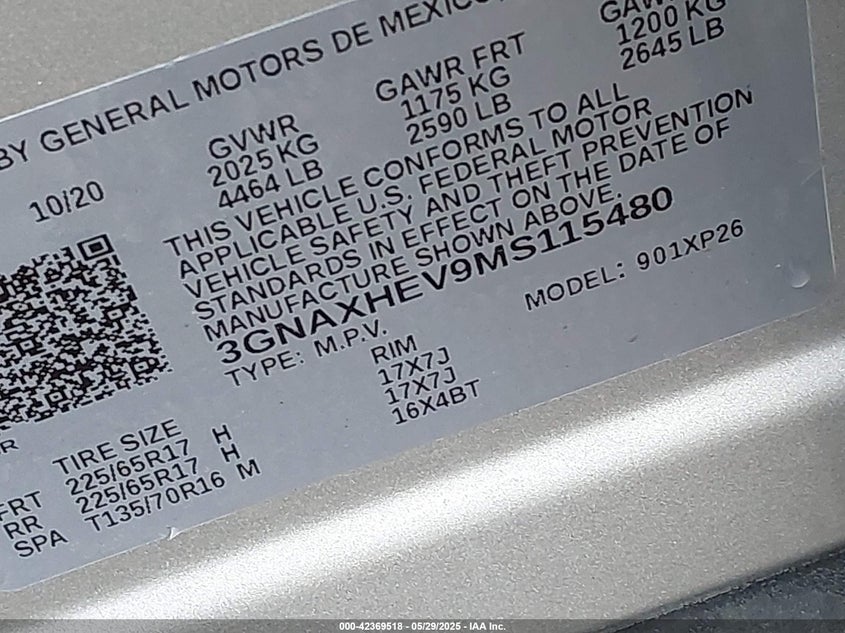 BY GENERAL MOTORS DE MEXICO
10/20
GVWR
2025 KG
4464 LB
GAWR FRT
1175 KG
2590 LB
1200 KG
2645 LB
THIS VEHICLE CONFORMS TO ALL
APPLICABLE U.S. FEDERAL MOTOR
VEHICLE SAFETY AND THEFT PREVENTION
STANDARDS IN EFFECT ON THE DATE OF
MANUFACTURE SHOWN ABOVE.
3GNAXHEV9MS115480
TYPE: M.P.V.
MODEL: 901XP26
TIRE SIZE RIM
FRT 225/65R17 H 17X7J
RR 225/65R17 H 17X7J
SPA T135/70R16 M 16X4BT
000-42369518 - 05/29/2025 - IAA Inc.